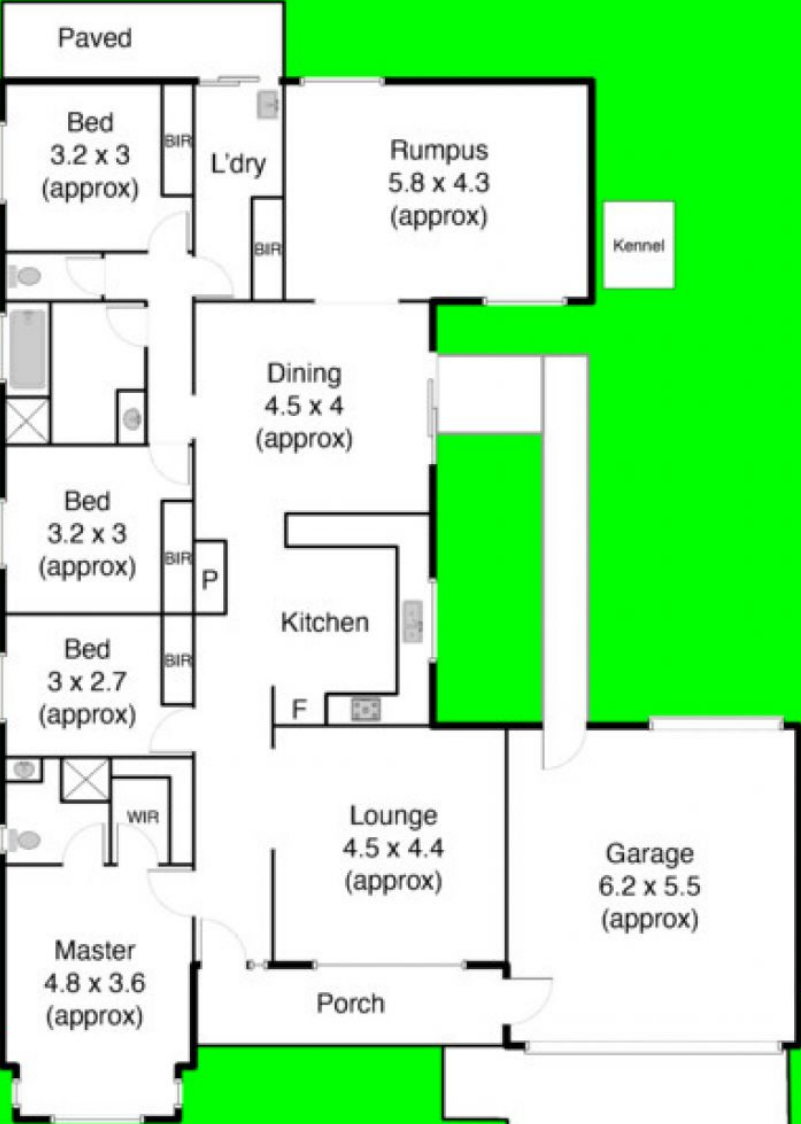 Paved
Bed
3.2 x 3
(approx)
BIR
L'dry
BIR
Rumpus
5.8 x 4.3
(approx)
Kennel
Dining
4.5 x 4
(approx)
Bed
3.2 x 3
(approx)
BIR
P
Kitchen
Bed
3 x 2.7
(approx)
BIR
F
WIR
Lounge
4.5 x 4.4
(approx)
Garage
6.2 x 5.5
(approx)
Master
4.8 x 3.6
(approx)
Porch